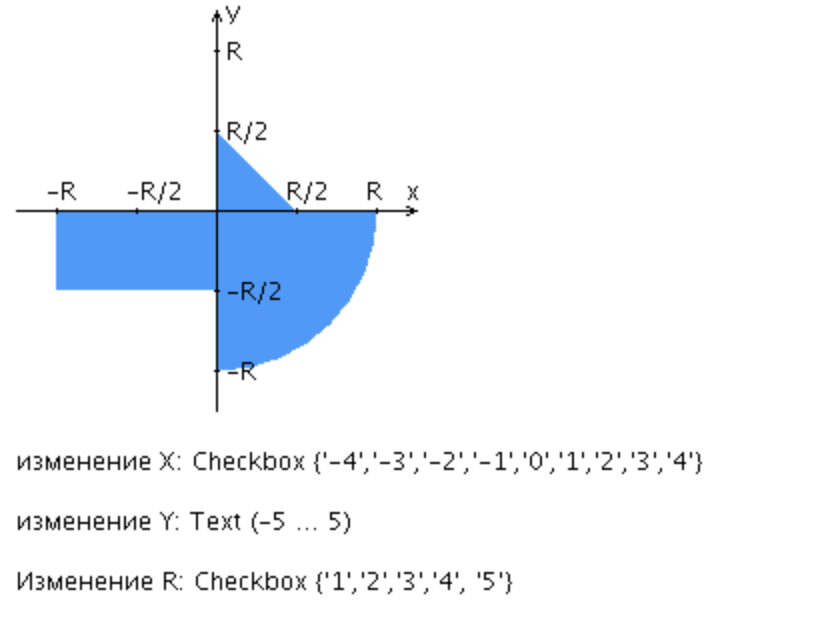 y
R
R/2
–R –R/2 R/2 R x
–R/2
–R
изменение X: Checkbox {'–4','–3','–2','–1','0','1','2','3','4'}
изменение Y: Text (–5 ... 5)
Изменение R: Checkbox {'1','2','3','4', '5'}